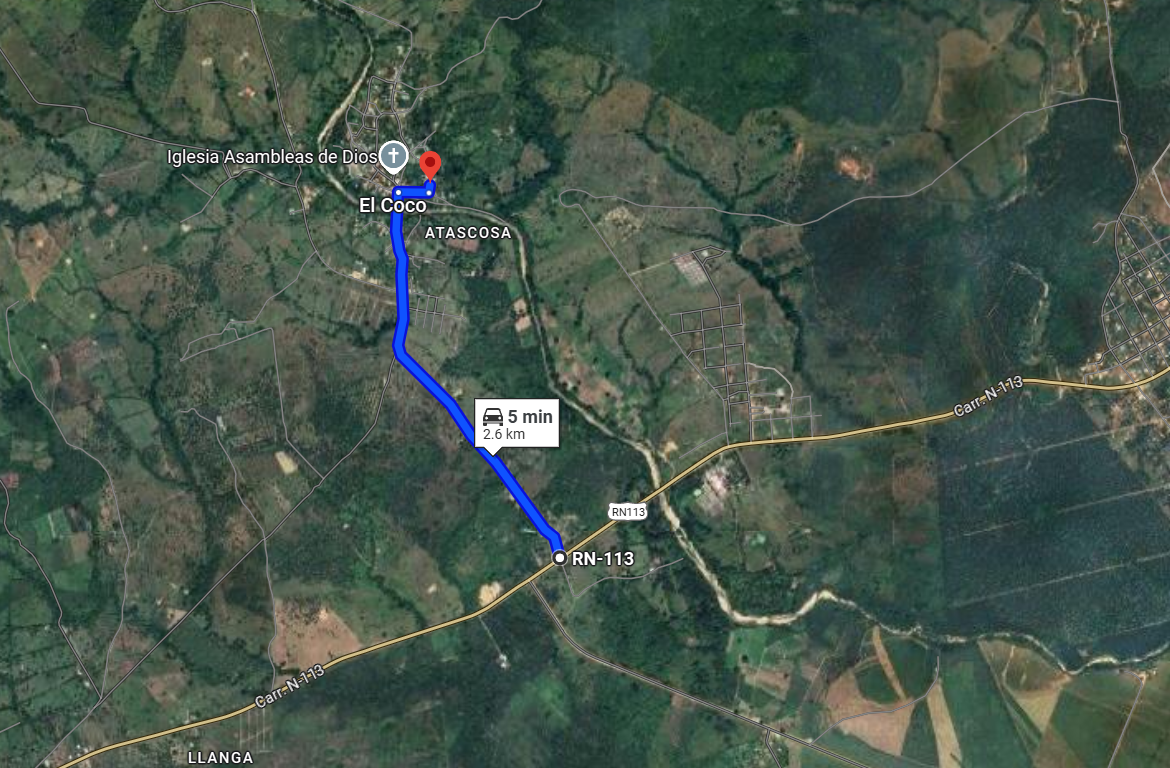 Iglesia Asambleas de Dios
El Coco
ATASCOSA
Carr. N-113
5 min
2.6 km
RN113
RN-113
Carr. N-113
LLANGA